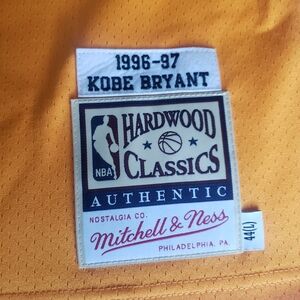 1996-97
KOBE BRYANT
NBA
HARDWOOD
CLASSICS
AUTHENTIC
NOSTALGIA CO.
Mitchell & Ness
PHILADELPHIA, PA
44(L)